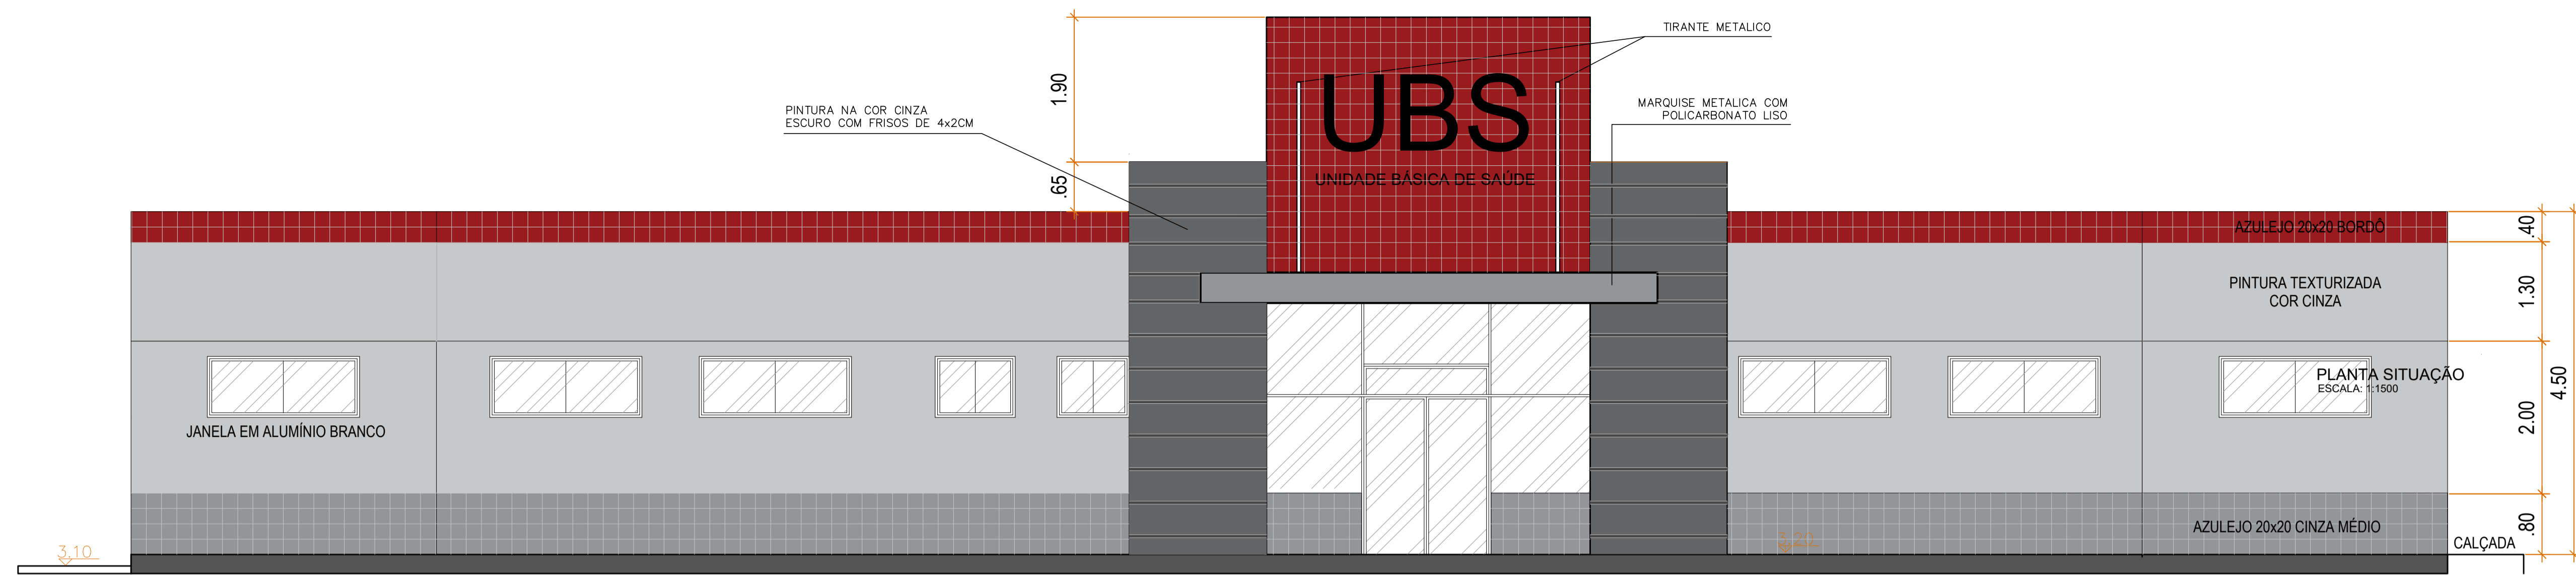 TIRANTE METALICO
1.90
PINTURA NA COR CINZA
ESCURO COM FRISOS DE 4x2CM
MARQUISE METALICA COM
POLICARBONATO LISO
UBS
UNIDADE BÁSICA DE SAÚDE
.65
AZULEJO 20x20 BORDÔ
.40
PINTURA TEXTURIZADA
COR CINZA
1.30
PLANTA SITUAÇÃO
ESCALA: 1:1500
4.50
2.00
JANELA EM ALUMÍNIO BRANCO
AZULEJO 20x20 CINZA MÉDIO
.80
CALÇADA
3,10
3,20